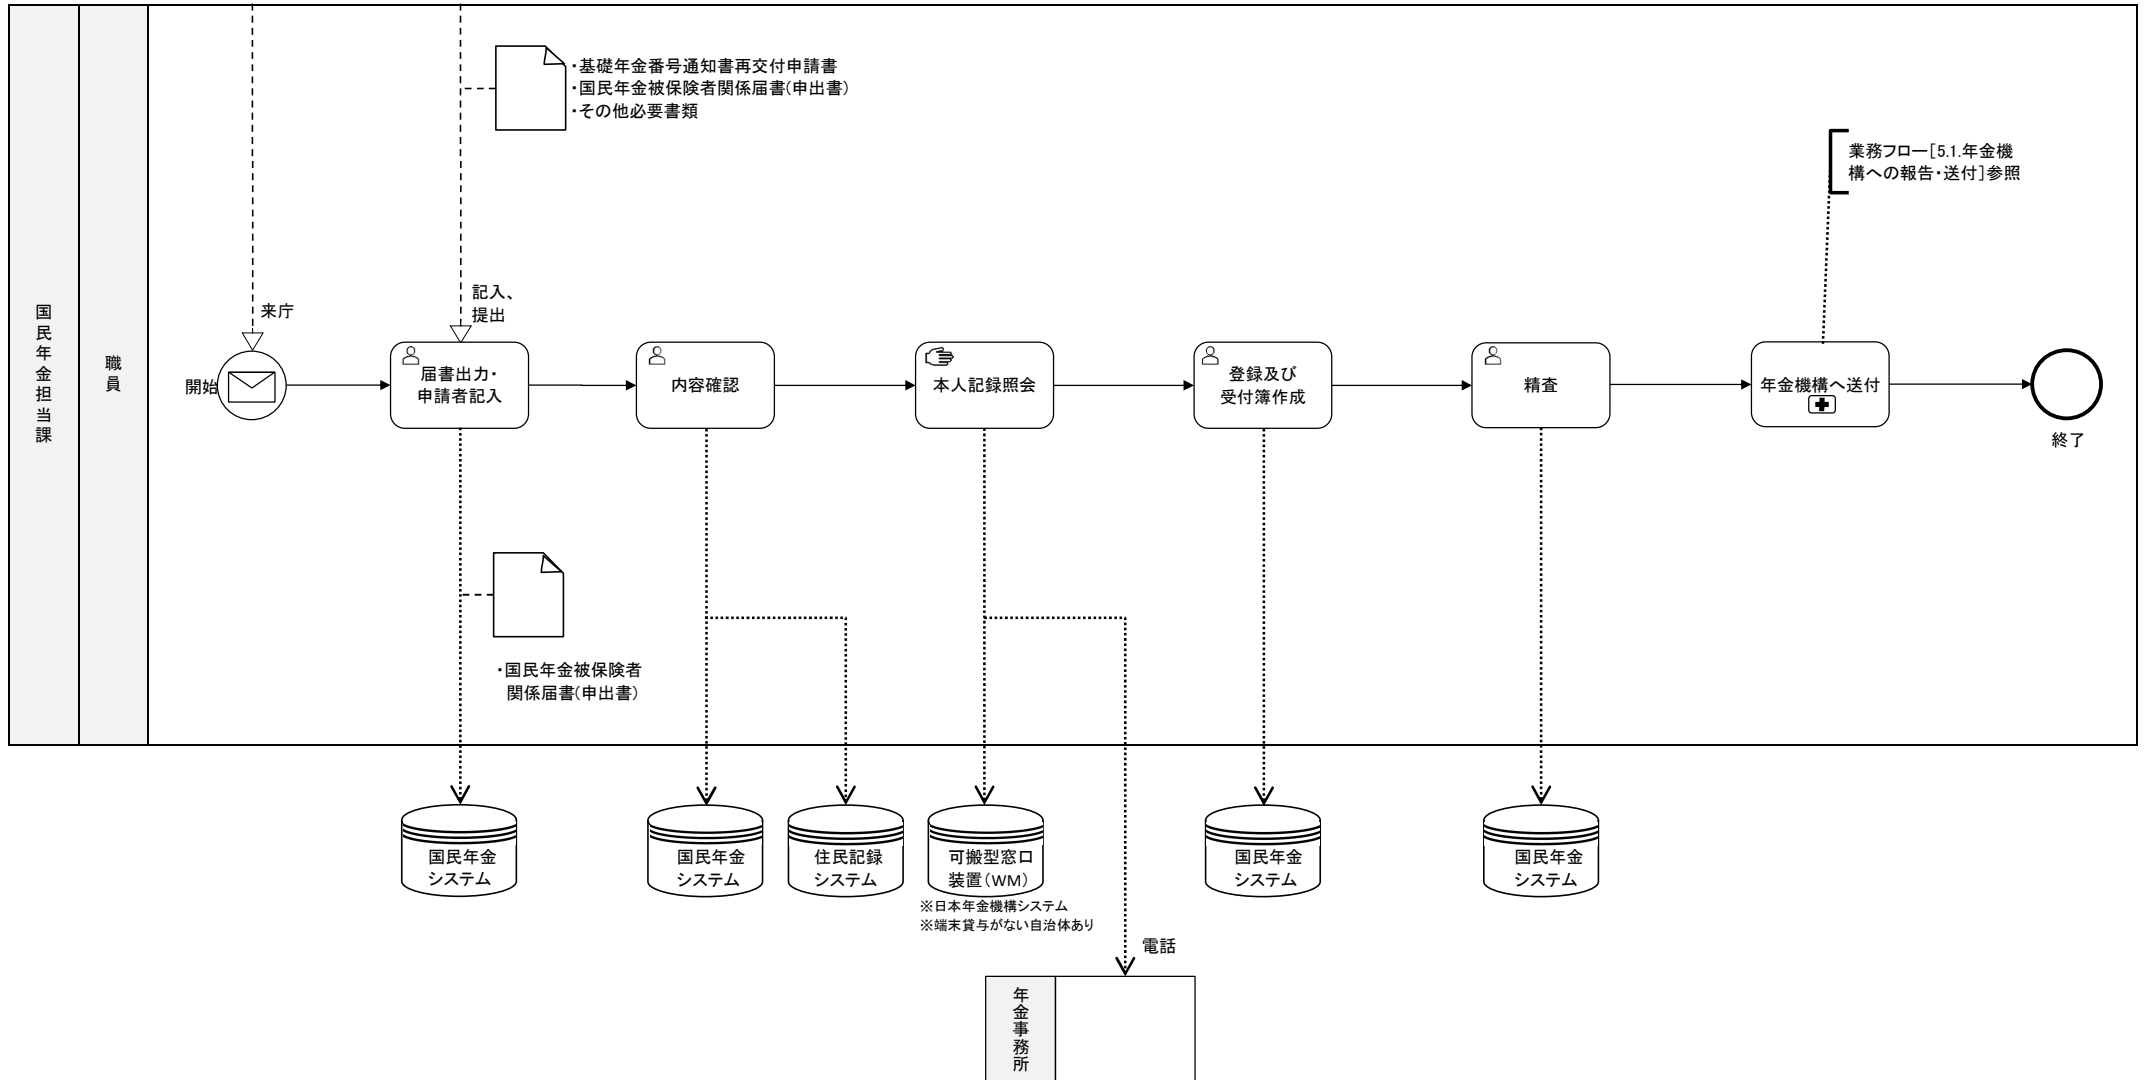 ・基礎年金番号通知書再交付申請書
・国民年金被保険者関係届書(申出書)
・その他必要書類
業務フロー[5.1.年金機
構への報告・送付]参照
国民年金担当課
職員
来庁
記入、
提出
開始
届書出力・
申請者記入
内容確認
本人記録照会
登録及び
受付簿作成
精査
年金機構へ送付
終了
・国民年金被保険者
関係届書(申出書)
国民年金
システム
国民年金
システム
住民記録
システム
可搬型窓口
装置(WM)
※日本年金機構システム
※端末貸与がない自治体あり
国民年金
システム
国民年金
システム
電話
年金事務所